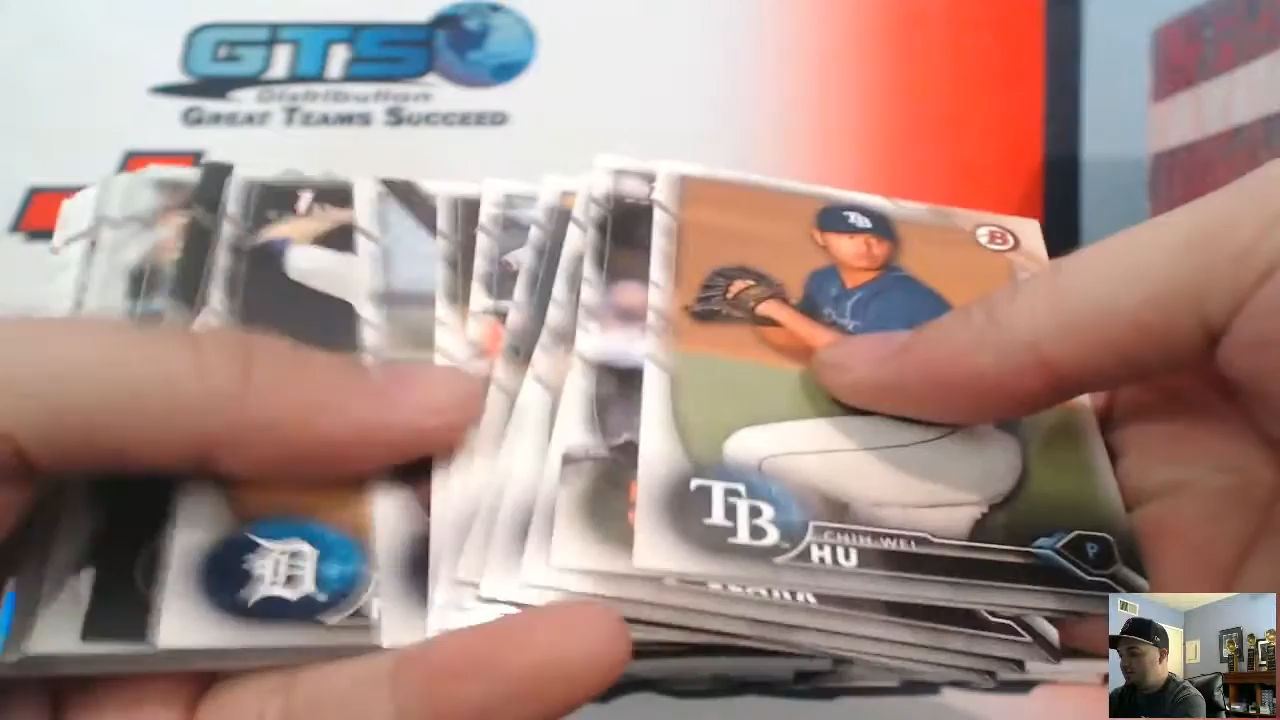 GTS
Distribution
GREAT TEAMS SUCCEED
TB
B
D
TB
CHIH-WEI
HU
P